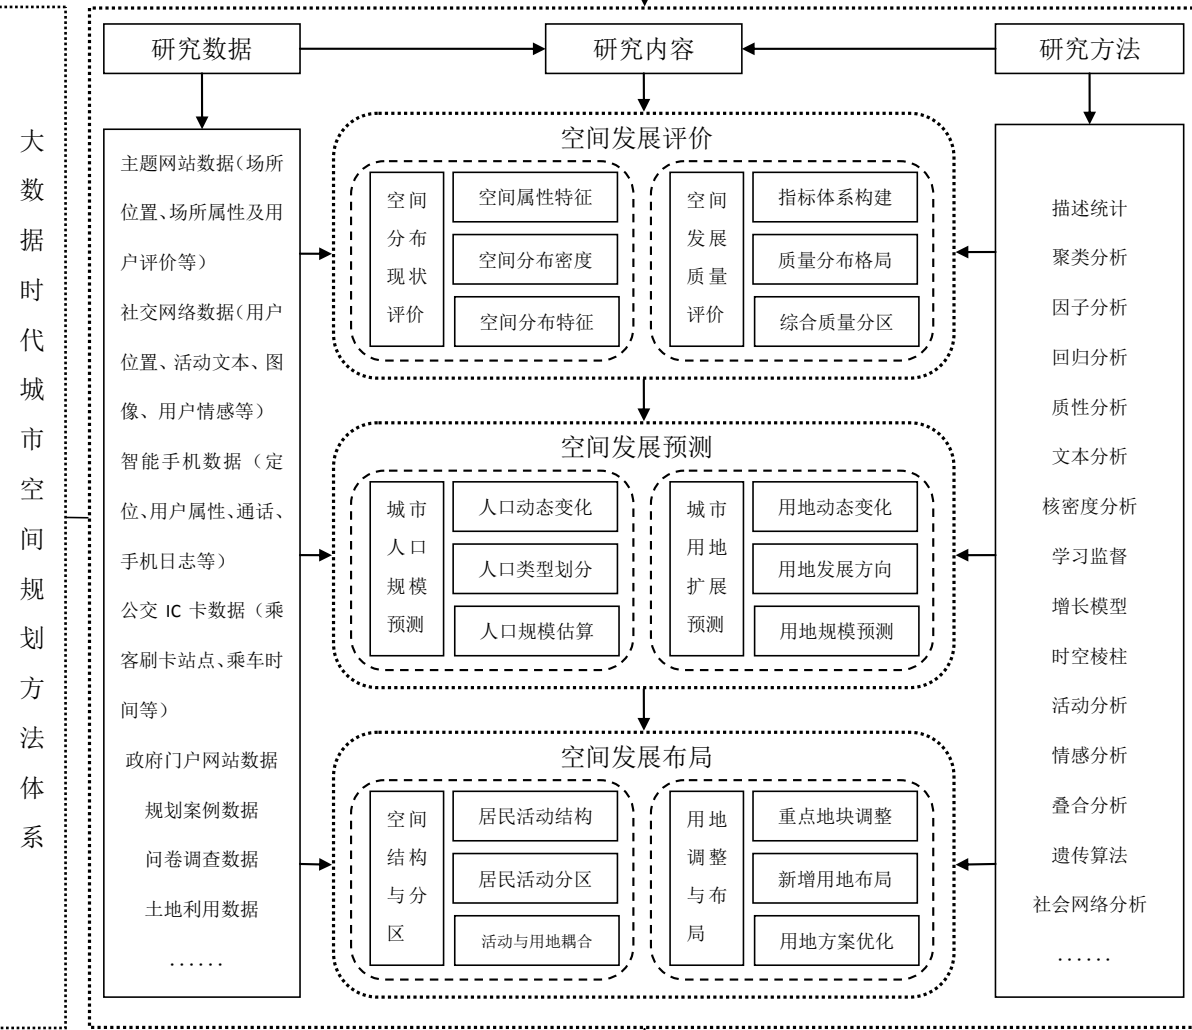 大数据时代城市空间规划方法体系
研究数据
研究内容
研究方法
主题网站数据（场所
位置、场所属性及用
户评价等）
社交网络数据（用户
位置、活动文本、图
像、用户情感等）
智能手机数据（定
位、用户属性、通话、
手机日志等）
公交 IC 卡数据（乘
客刷卡站点、乘车时
间等）
政府门户网站数据
规划案例数据
问卷调查数据
土地利用数据
......
空间发展评价
空间
分布
现状
评价
空间属性特征
空间分布密度
空间分布特征
空间
发展
质量
评价
指标体系构建
质量分布格局
综合质量分区
空间发展预测
城市
人口
规模
预测
人口动态变化
人口类型划分
人口规模估算
城市
用地
扩展
预测
用地动态变化
用地发展方向
用地规模预测
空间发展布局
空间
结构
与分
区
居民活动结构
居民活动分区
活动与用地耦合
用地
调整
与布
局
重点地块调整
新增用地布局
用地方案优化
描述统计
聚类分析
因子分析
回归分析
质性分析
文本分析
核密度分析
学习监督
增长模型
时空棱柱
活动分析
情感分析
叠合分析
遗传算法
社会网络分析
......